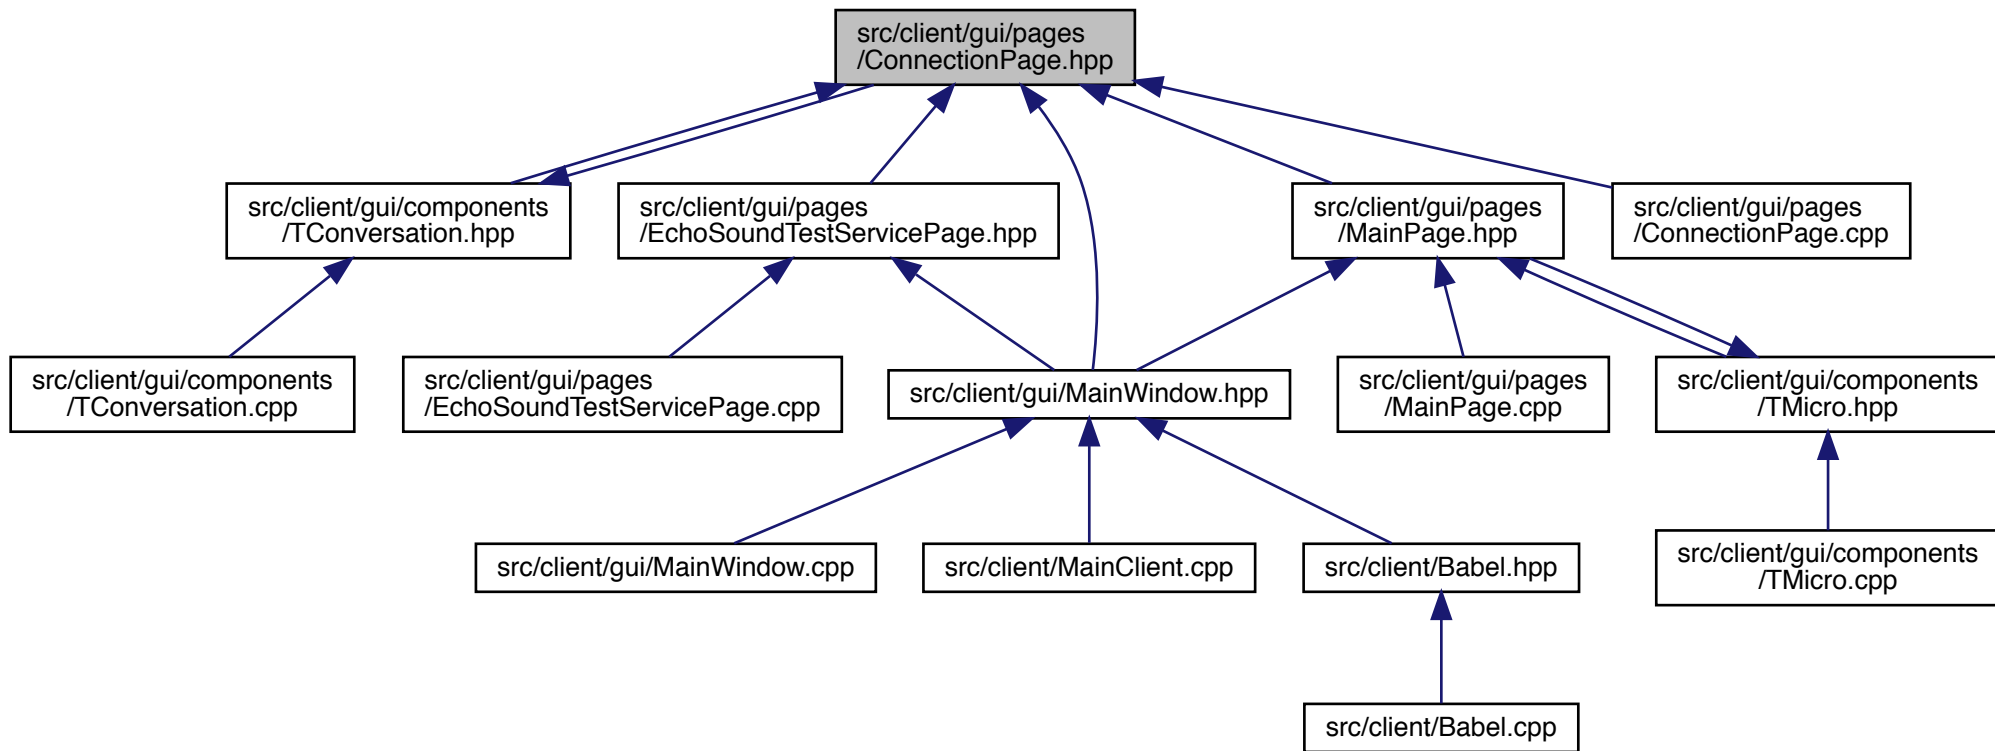 src/client/gui/pages
/ConnectionPage.hpp
src/client/gui/components
/TConversation.hpp
src/client/gui/pages
/EchoSoundTestServicePage.hpp
src/client/gui/pages
/MainPage.hpp
src/client/gui/pages
/ConnectionPage.cpp
src/client/gui/components
/TConversation.cpp
src/client/gui/pages
/EchoSoundTestServicePage.cpp
src/client/gui/MainWindow.hpp
src/client/gui/pages
/MainPage.cpp
src/client/gui/components
/TMicro.hpp
src/client/gui/MainWindow.cpp
src/client/MainClient.cpp
src/client/Babel.hpp
src/client/gui/components
/TMicro.cpp
src/client/Babel.cpp